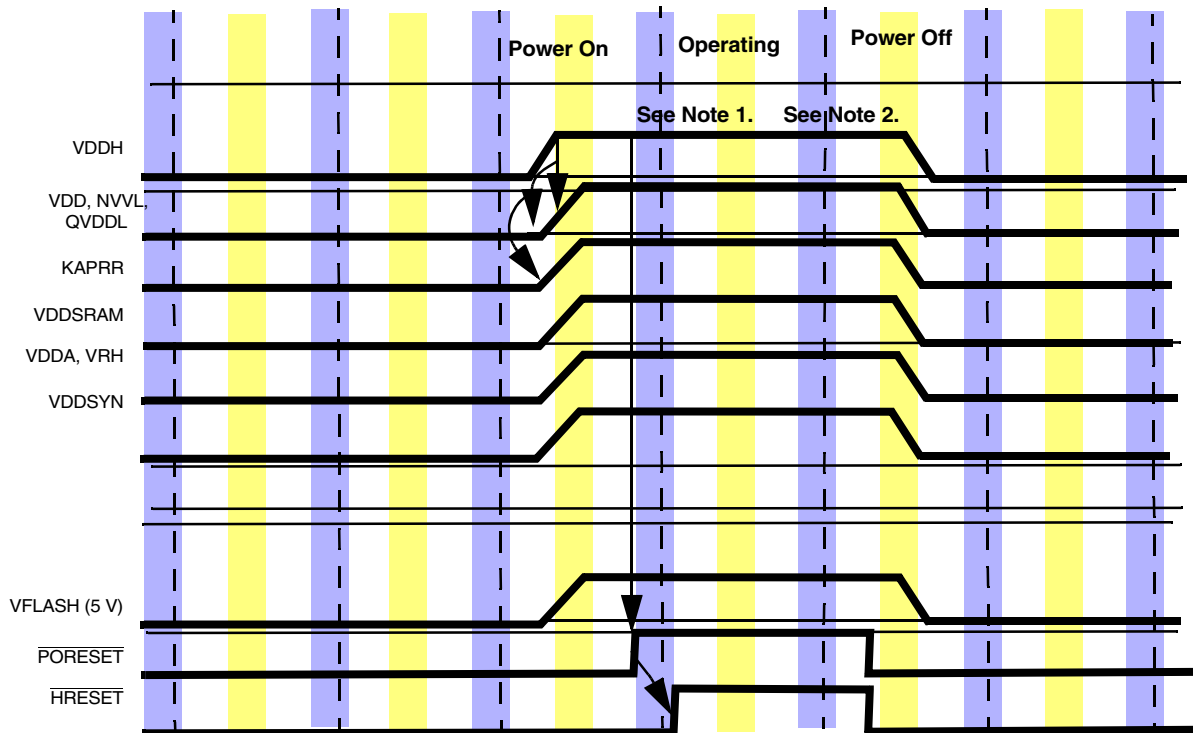 Power On
Operating
Power Off
See Note 1.
See Note 2.
VDDH
VDD, NVVL,
QVDDL
KAPRR
VDDSRAM
VDDA, VRH
VDDSYN
VFLASH (5 V)
PORESET
HRESET